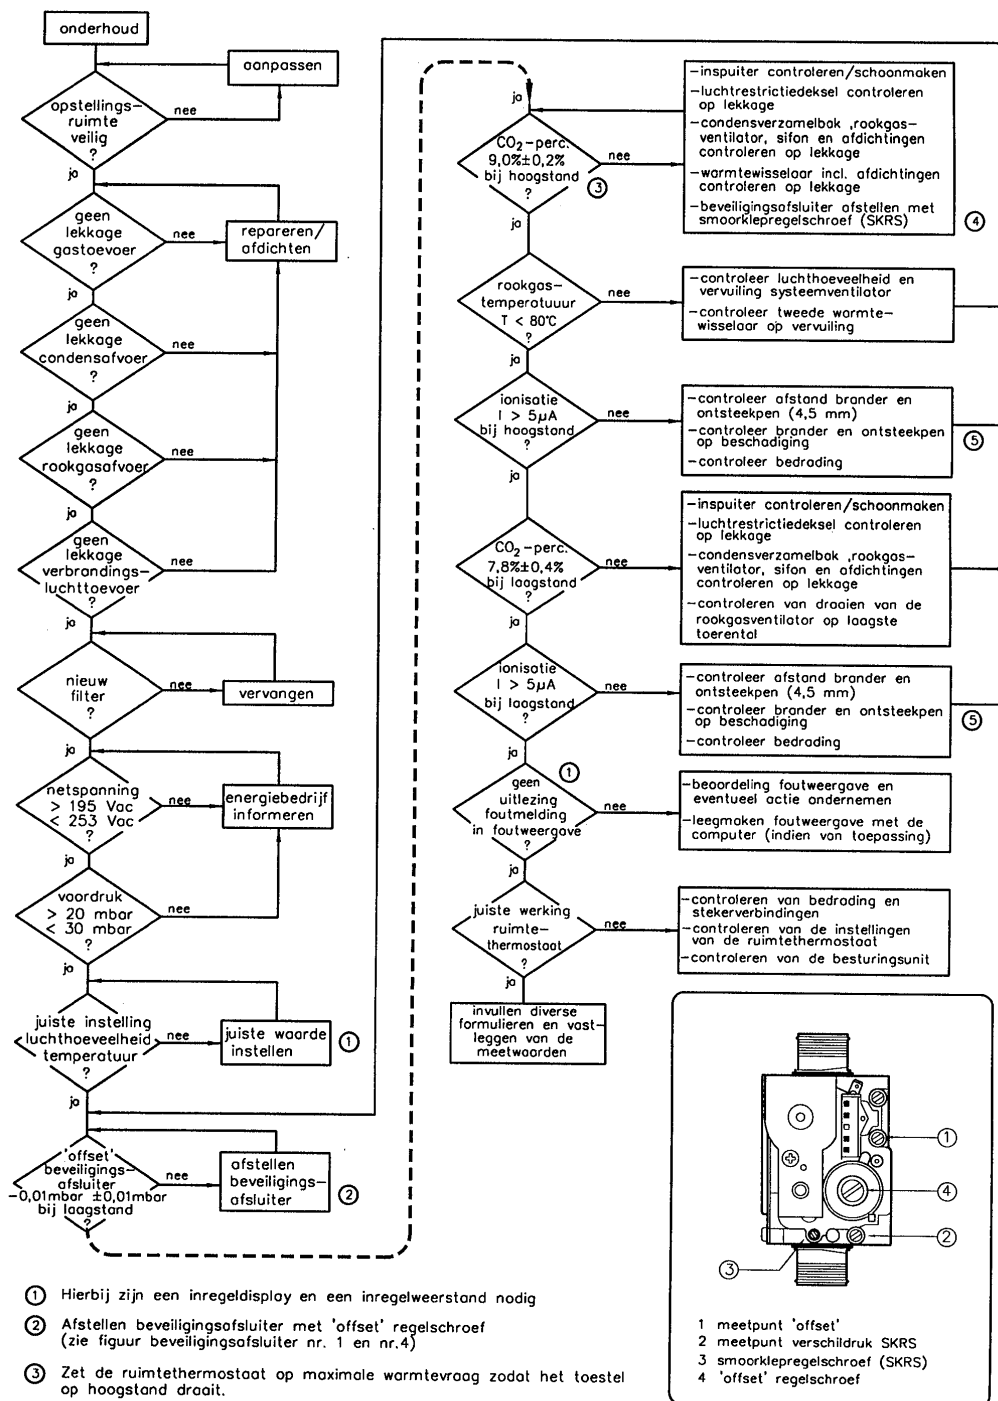 onderhoud
aanpassen
opstellings-
ruimte
veilig
?
nee
ja
geen
lekkage
gastoevoer
?
nee
repareren/
afdichten
ja
geen
lekkage
condensafvoer
?
nee
ja
geen
lekkage
rookgasafvoer
?
nee
ja
geen
lekkage
verbrandings-
luchttoevoer
?
nee
ja
nieuw
filter
?
nee
vervangen
ja
netspanning
> 195 Vac
< 253 Vac
?
nee
energiebedrijf
informeren
ja
voordruk
> 20 mbar
< 30 mbar
?
nee
ja
juiste instelling
luchthoeveelheid
temperatuur
?
nee
juiste waarde
instellen
1
ja
'offset'
beveiligings-
afsluiter
-0,01mbar ±0,01mbar
bij laagstand
?
nee
afstellen
beveiligings-
afsluiter
2
ja
CO2-perc.
9,0%±0,2%
bij hoogstand
?
3
nee
-inspuiter controleren/schoonmaken
-luchtrestrictiedeksel controleren
op lekkage
-condensverzamelbak ,rookgas-
ventilator, sifon en afdichtingen
controleren op lekkage
-warmtewisselaar incl. afdichtingen
controleren op lekkage
-beveiligingsafsluiter afstellen met
smoorklepregelschroef (SKRS)
4
ja
rookgas-
temperatuuur
T < 80°C
?
nee
-controleer luchthoeveelheid en
vervuiling systeemventilator
-controleer tweede warmte-
wisselaar op vervuiling
ja
ionisatie
I > 5µA
bij hoogstand
?
nee
-controleer afstand brander en
ontsteekpen (4,5 mm)
-controleer brander en ontsteekpen
op beschadiging
-controleer bedrading
5
ja
CO2-perc.
7,8%±0,4%
bij laagstand
?
nee
-inspuiter controleren/schoonmaken
-luchtrestrictiedeksel controleren
op lekkage
-condensverzamelbak ,rookgas-
ventilator, sifon en afdichtingen
controleren op lekkage
-controleren van draaien van de
rookgasventilator op laagste
toerental
ja
ionisatie
I > 5µA
bij laagstand
?
nee
-controleer afstand brander en
ontsteekpen (4,5 mm)
-controleer brander en ontsteekpen
op beschadiging
-controleer bedrading
5
ja
1
geen
uitlezing
foutmelding
in foutweergave
?
nee
-beoordeling foutweergave en
eventueel actie ondernemen
-leegmaken foutweergave met de
computer (indien van toepassing)
ja
juiste werking
ruimte-
thermostaat
?
nee
-controleren van bedrading en
stekerverbindingen
-controleren van de instellingen
van de ruimtethermostaat
-controleren van de besturingsunit
ja
invullen diverse
formulieren en vast-
leggen van de
meetwaarden
1
4
2
3
1 meetpunt 'offset'
2 meetpunt verschildruk SKRS
3 smoorklepregelschroef (SKRS)
4 'offset' regelschroef
1 Hierbij zijn een inregeldisplay en een inregelweerstand nodig
2 Afstellen beveiligingsafsluiter met 'offset' regelschroef
(zie figuur beveiligingsafsluiter nr. 1 en nr.4)
3 Zet de ruimtethermostaat op maximale warmtevraag zodat het toestel
op hoogstand draait.